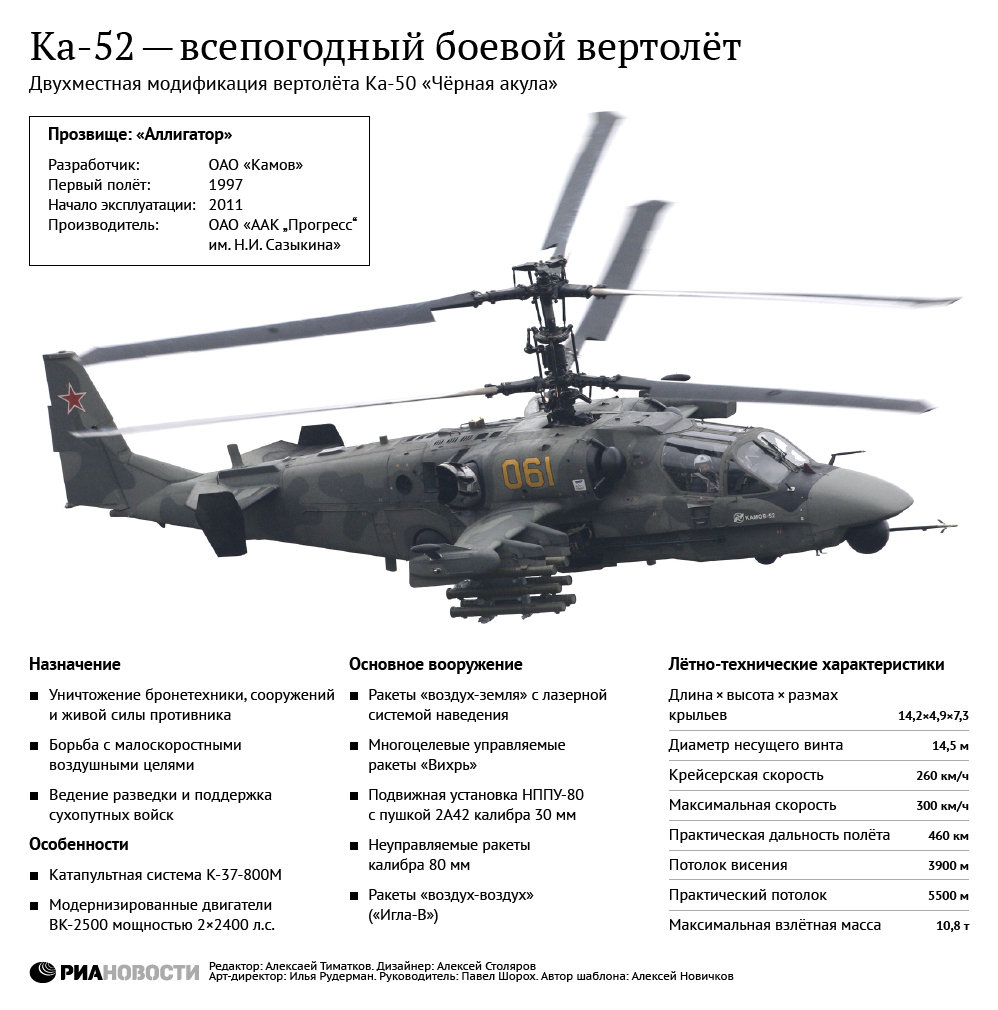 Ка-52 — всепогодный боевой вертолёт
Двухместная модификация вертолёта Ка-50 «Чёрная акула»
Прозвище: «Аллигатор»
Разработчик: ОАО «Камов»
Первый полёт: 1997
Начало эксплуатации: 2011
Производитель: ОАО «ААК „Прогресс“
им. Н.И. Сазыкина»
061
КАМОВ-52
Назначение
Уничтожение бронетехники, сооружений
и живой силы противника
Борьба с малоскоростными
воздушными целями
Ведение разведки и поддержка
сухопутных войск
Особенности
Катапультная система К-37-800М
Модернизированные двигатели
ВК-2500 мощностью 2×2400 л.с.
Основное вооружение
Ракеты «воздух-земля» с лазерной
системой наведения
Многоцелевые управляемые
ракеты «Вихрь»
Подвижная установка НППУ-80
с пушкой 2А42 калибра 30 мм
Неуправляемые ракеты
калибра 80 мм
Ракеты «воздух-воздух»
(«Игла-В»)
Лётно-технические характеристики
Длина × высота × размах
крыльев 14,2×4,9×7,3
Диаметр несущего винта 14,5 м
Крейсерская скорость 260 км/ч
Максимальная скорость 300 км/ч
Практическая дальность полёта 460 км
Потолок висения 3900 м
Практический потолок 5500 м
Максимальная взлётная масса 10,8 т
РИАНОВОСТИ
Редактор: Алексаей Тиматков. Дизайнер: Алексей Столяров
Арт-директор: Илья Рудерман. Руководитель: Павел Шорох. Автор шаблона: Алексей Новичков